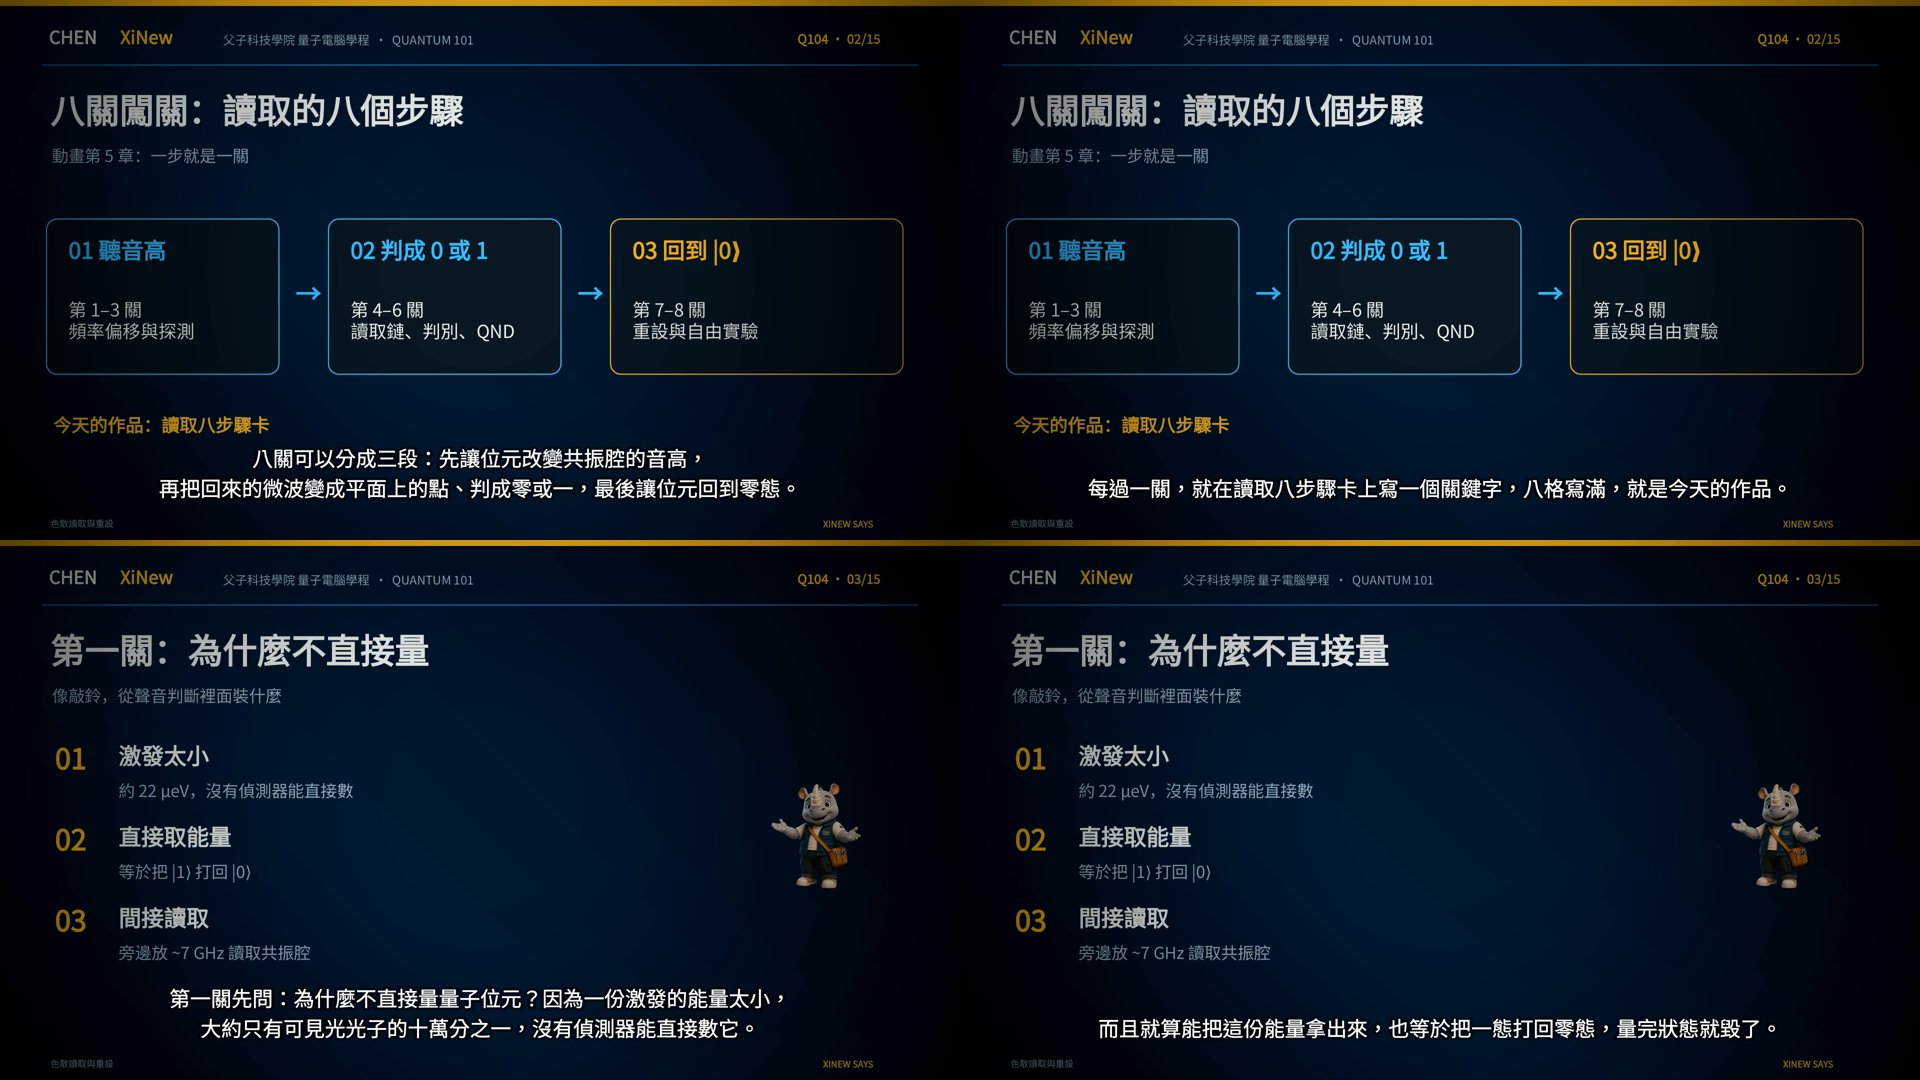 CHEN XiNew 父子科技學院 量子電腦學程 · QUANTUM 101 Q104 · 02/15
八關闖關：讀取的八個步驟
動畫第 5 章：一步就是一關
01 聽音高
第 1–3 關
頻率偏移與探測
→
02 判成 0 或 1
第 4–6 關
讀取鏈、判別、QND
→
03 回到 |0⟩
第 7–8 關
重設與自由實驗
今天的作品：讀取八步驟卡
八關可以分成三段：先讓位元改變共振腔的音高，
再把回來的微波變成平面上的點、判成零或一，最後讓位元回到零態。
色散讀取與重設 XINEW SAYS
CHEN XiNew 父子科技學院 量子電腦學程 · QUANTUM 101 Q104 · 02/15
八關闖關：讀取的八個步驟
動畫第 5 章：一步就是一關
01 聽音高
第 1–3 關
頻率偏移與探測
→
02 判成 0 或 1
第 4–6 關
讀取鏈、判別、QND
→
03 回到 |0⟩
第 7–8 關
重設與自由實驗
今天的作品：讀取八步驟卡
每過一關，就在讀取八步驟卡上寫一個關鍵字，八格寫滿，就是今天的作品。
色散讀取與重設 XINEW SAYS
CHEN XiNew 父子科技學院 量子電腦學程 · QUANTUM 101 Q104 · 03/15
第一關：為什麼不直接量
像敲鈴，從聲音判斷裡面裝什麼
01 激發太小
約 22 μeV，沒有偵測器能直接數
02 直接取能量
等於把 |1⟩ 打回 |0⟩
03 間接讀取
旁邊放 ~7 GHz 讀取共振腔
第一關先問：為什麼不直接量量子位元？因為一份激發的能量太小，
大約只有可見光光子的十萬分之一，沒有偵測器能直接數它。
色散讀取與重設 XINEW SAYS
CHEN XiNew 父子科技學院 量子電腦學程 · QUANTUM 101 Q104 · 03/15
第一關：為什麼不直接量
像敲鈴，從聲音判斷裡面裝什麼
01 激發太小
約 22 μeV，沒有偵測器能直接數
02 直接取能量
等於把 |1⟩ 打回 |0⟩
03 間接讀取
旁邊放 ~7 GHz 讀取共振腔
而且就算能把這份能量拿出來，也等於把一態打回零態，量完狀態就毀了。
色散讀取與重設 XINEW SAYS